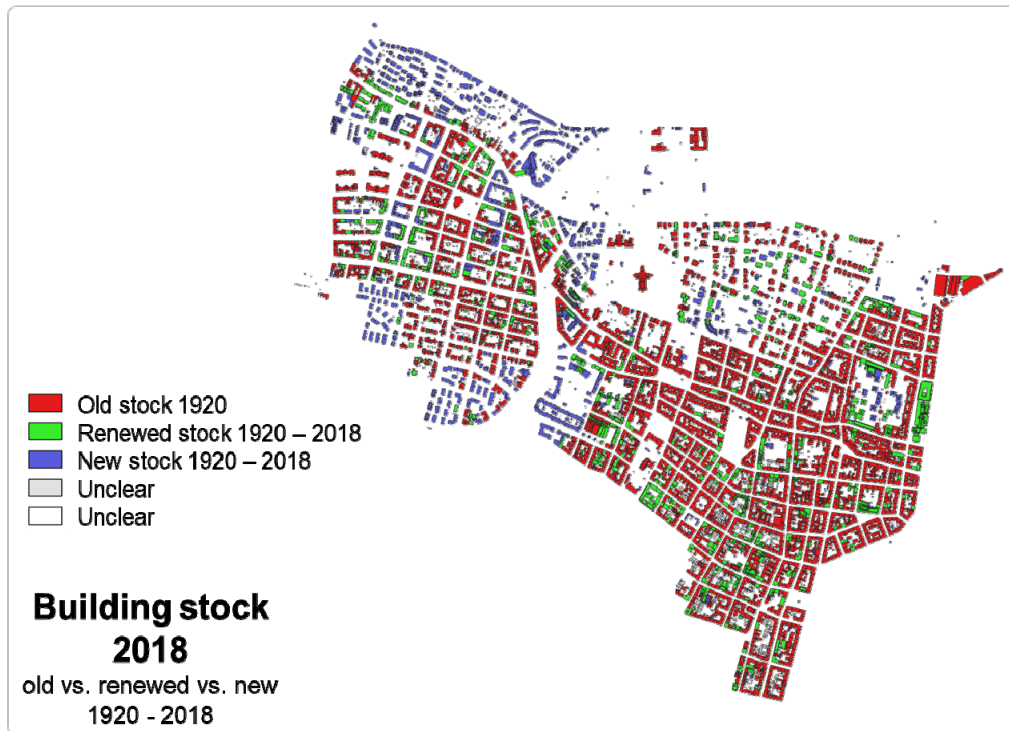 Old stock 1920
Renewed stock 1920 – 2018
New stock 1920 – 2018
Unclear
Unclear
Building stock
2018
old vs. renewed vs. new
1920 - 2018